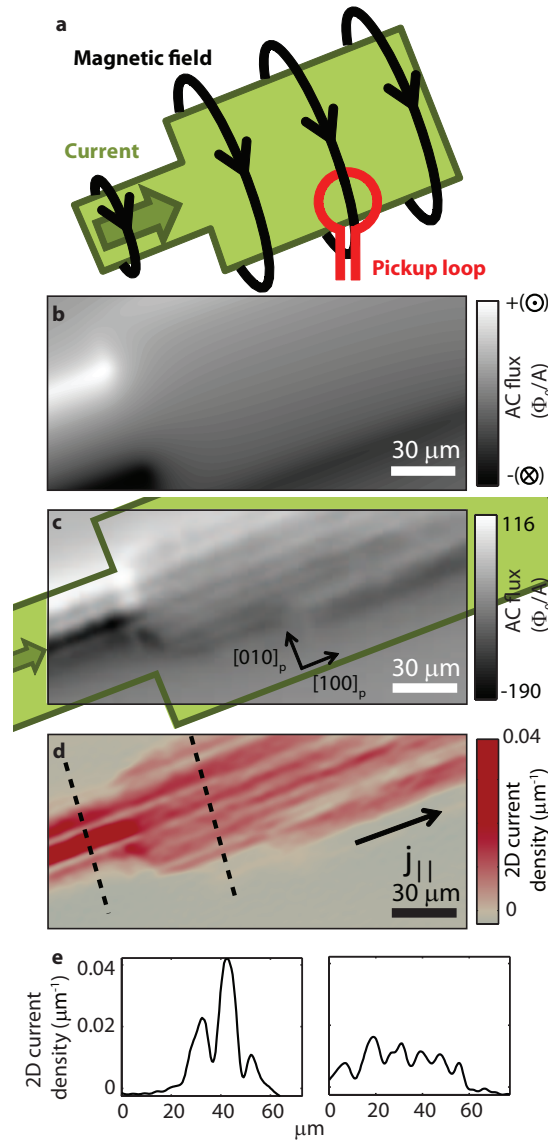 a
Magnetic field
Current
Pickup loop
b
30 μm
+(⊙)
AC flux
(Φ₀/A)
-(⊗)
c
[010]p
[100]p
30 μm
116
AC flux
(Φ₀/A)
-190
d
j||
30 μm
0.04
2D current
density (μm⁻¹)
0
e
2D current
density (μm⁻¹)
0.04
0.02
0
0 20 40 60
0 20 40 60
μm